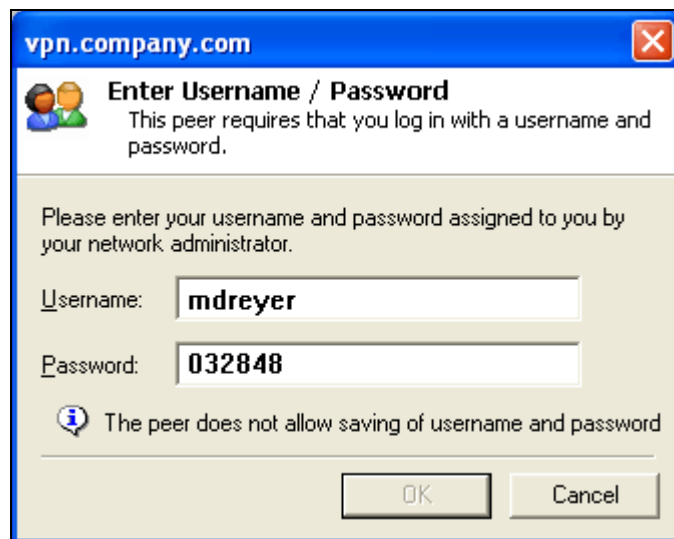 vpn.company.com
Enter Username / Password
This peer requires that you log in with a username and
password.
Please enter your username and password assigned to you by
your network administrator.
Username: mdreyer
Password: 032848
The peer does not allow saving of username and password
OK Cancel